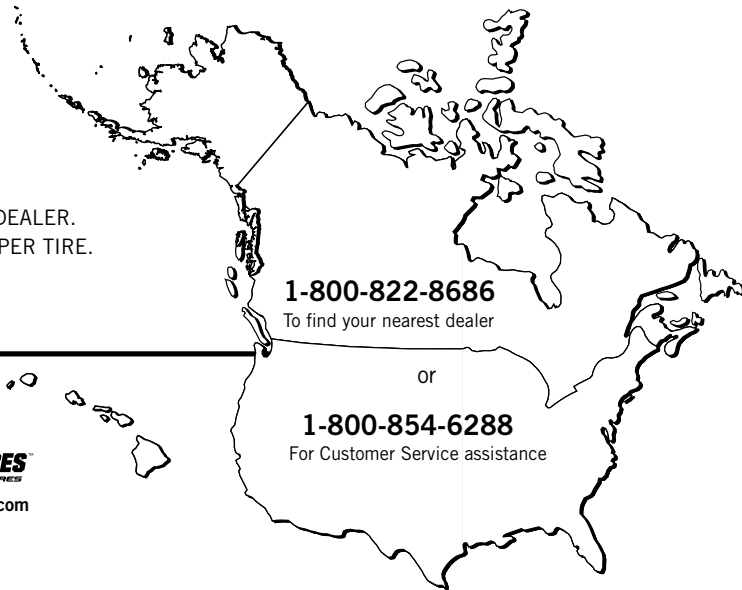 DEALER.
PER TIRE.
1-800-822-8686
To find your nearest dealer
or
1-800-854-6288
For Customer Service assistance
com